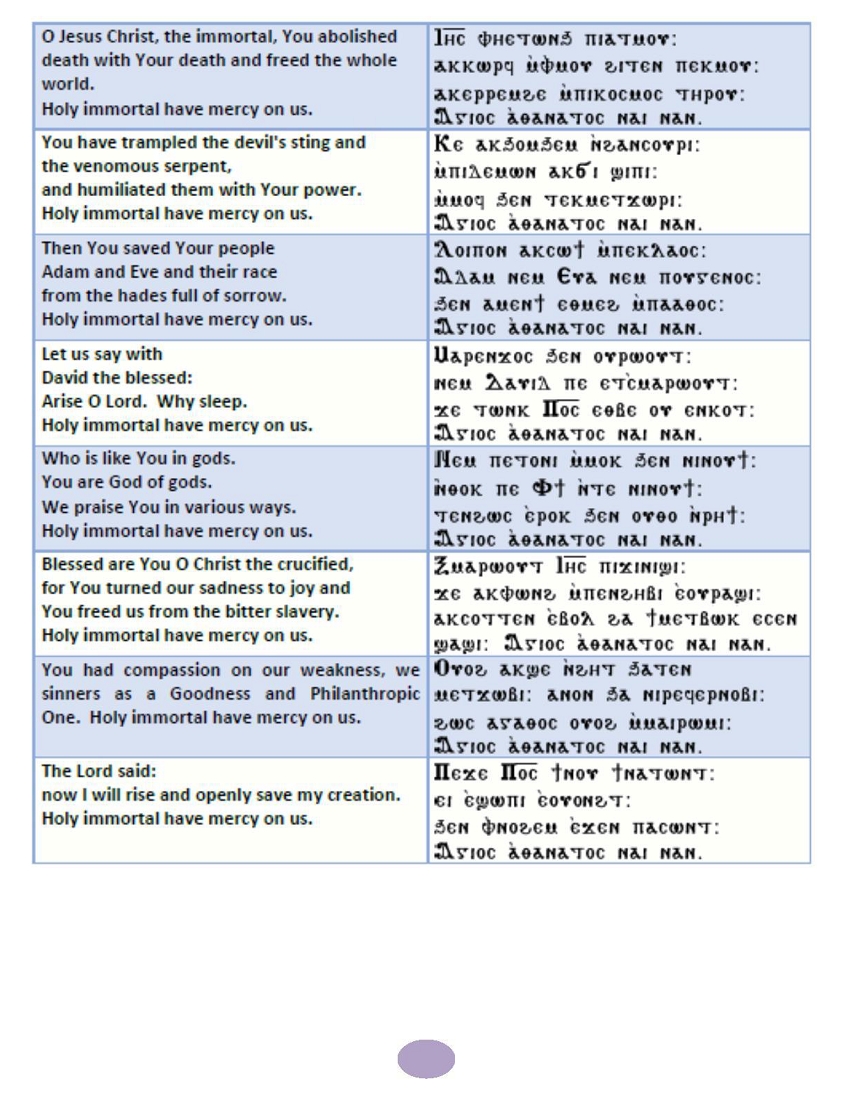 O Jesus Christ, the immortal, You abolished
death with Your death and freed the whole
world.
Holy immortal have mercy on us.
Ⲓⲏ̅ⲥ̅ ⲫⲏⲉⲧⲱⲛϧ ⲡⲓⲁⲧⲙⲟⲩ:
ⲁⲕⲕⲱⲣϥ ⲙ̀ⲫⲙⲟⲩ ϩⲓⲧⲉⲛ ⲡⲉⲕⲙⲟⲩ:
ⲁⲕⲉⲣⲣⲉⲙϩⲉ ⲙ̀ⲡⲓⲕⲟⲥⲙⲟⲥ ⲧⲏⲣⲟⲩ:
Ⲁⲅⲓⲟⲥ ⲁ̀ⲑⲁⲛⲁⲧⲟⲥ ⲛⲁⲓ ⲛⲁⲛ.
You have trampled the devil's sting and
the venomous serpent,
and humiliated them with Your power.
Holy immortal have mercy on us.
Ⲕⲉ ⲁⲕϧⲟⲙϧⲉⲙ ⲛ̀ϩⲁⲛⲥⲟⲩⲣⲓ:
ⲙ̀ⲡⲓⲇⲉⲙⲱⲛ ⲁⲕϭⲓ ϣⲓⲡⲓ:
ⲙ̀ⲙⲟϥ ϧⲉⲛ ⲧⲉⲕⲙⲉⲧϫⲱⲣⲓ:
Ⲁⲅⲓⲟⲥ ⲁ̀ⲑⲁⲛⲁⲧⲟⲥ ⲛⲁⲓ ⲛⲁⲛ.
Then You saved Your people
Adam and Eve and their race
from the hades full of sorrow.
Holy immortal have mercy on us.
Ⲗⲟⲓⲡⲟⲛ ⲁⲕⲥⲱϯ ⲙ̀ⲡⲉⲕⲗⲁⲟⲥ:
Ⲁⲇⲁⲙ ⲛⲉⲙ Ⲉⲩⲁ ⲛⲉⲙ ⲡⲟⲩⲅⲉⲛⲟⲥ:
ϧⲉⲛ ⲁⲙⲉⲛϯ ⲉⲑⲙⲉϩ ⲙ̀ⲡⲁⲁⲑⲟⲥ:
Ⲁⲅⲓⲟⲥ ⲁ̀ⲑⲁⲛⲁⲧⲟⲥ ⲛⲁⲓ ⲛⲁⲛ.
Let us say with
David the blessed:
Arise O Lord.  Why sleep.
Holy immortal have mercy on us.
Ⲙⲁⲣⲉⲛϫⲟⲥ ϧⲉⲛ ⲟⲩⲣⲱⲟⲩⲧ:
ⲛⲉⲙ Ⲇⲁⲩⲓⲇ ⲡⲉ ⲉⲧⲥ̀ⲙⲁⲣⲱⲟⲩⲧ:
ϫⲉ ⲧⲱⲛⲕ Ⲡⲟ̅ⲥ̅ ⲉⲑⲃⲉ ⲟⲩ ⲉⲛⲕⲟⲧ:
Ⲁⲅⲓⲟⲥ ⲁ̀ⲑⲁⲛⲁⲧⲟⲥ ⲛⲁⲓ ⲛⲁⲛ.
Who is like You in gods.
You are God of gods.
We praise You in various ways.
Holy immortal have mercy on us.
Ⲛⲉⲙ ⲡⲉⲧⲟⲛⲓ ⲙ̀ⲙⲟⲕ ϧⲉⲛ ⲛⲓⲛⲟⲩϯ:
ⲛ̀ⲑⲟⲕ ⲡⲉ Ⲫϯ ⲛ̀ⲧⲉ ⲛⲓⲛⲟⲩϯ:
ⲧⲉⲛϩⲱⲥ ⲉ̀ⲣⲟⲕ ϧⲉⲛ ⲟⲩⲑⲟ ⲛ̀ⲣⲏϯ:
Ⲁⲅⲓⲟⲥ ⲁ̀ⲑⲁⲛⲁⲧⲟⲥ ⲛⲁⲓ ⲛⲁⲛ.
Blessed are You O Christ the crucified,
for You turned our sadness to joy and
You freed us from the bitter slavery.
Holy immortal have mercy on us.
Ⲝⲙⲁⲣⲱⲟⲩⲧ Ⲓⲏ̅ⲥ̅ ⲡⲓϫⲓⲛⲓϣⲓ:
ϫⲉ ⲁⲕⲫⲱⲛϩ ⲙ̀ⲡⲉⲛϩⲏⲃⲓ ⲉ̀ⲟⲩⲣⲁϣⲓ:
ⲁⲕⲥⲟⲧⲧⲉⲛ ⲉ̀ⲃⲟⲗ ϩⲁ ϯⲙⲉⲧⲃⲱⲕ ⲉⲥⲉⲛ
ϣⲁϣⲓ:  Ⲁⲅⲓⲟⲥ ⲁ̀ⲑⲁⲛⲁⲧⲟⲥ ⲛⲁⲓ ⲛⲁⲛ.
You had compassion on our weakness, we
sinners as a Goodness and Philanthropic
One.  Holy immortal have mercy on us.
Ⲟⲩⲟϩ ⲁⲕϣⲉ ⲛ̀ϩⲏⲧ ϧⲁⲧⲉⲛ
ⲙⲉⲧϫⲱⲃⲓ: ⲁⲛⲟⲛ ϧⲁ ⲛⲓⲣⲉϥⲉⲣⲛⲟⲃⲓ:
ϩⲱⲥ ⲁⲅⲁⲑⲟⲥ ⲟⲩⲟϩ ⲙ̀ⲙⲁⲓⲣⲱⲙⲓ:
Ⲁⲅⲓⲟⲥ ⲁ̀ⲑⲁⲛⲁⲧⲟⲥ ⲛⲁⲓ ⲛⲁⲛ.
The Lord said:
now I will rise and openly save my creation.
Holy immortal have mercy on us.
Ⲡⲉϫⲉ Ⲡⲟ̅ⲥ̅ ϯⲛⲟⲩ ϯⲛⲁⲧⲱⲛⲧ:
ⲉⲓ ⲉ̀ϣⲱⲡⲓ ⲉ̀ⲟⲩⲟⲛϩⲧ:
ϧⲉⲛ ⲫ̀ⲛⲟϩⲉⲙ ⲉ̀ϫⲉⲛ ⲡⲁⲥⲱⲛⲧ:
Ⲁⲅⲓⲟⲥ ⲁ̀ⲑⲁⲛⲁⲧⲟⲥ ⲛⲁⲓ ⲛⲁⲛ.